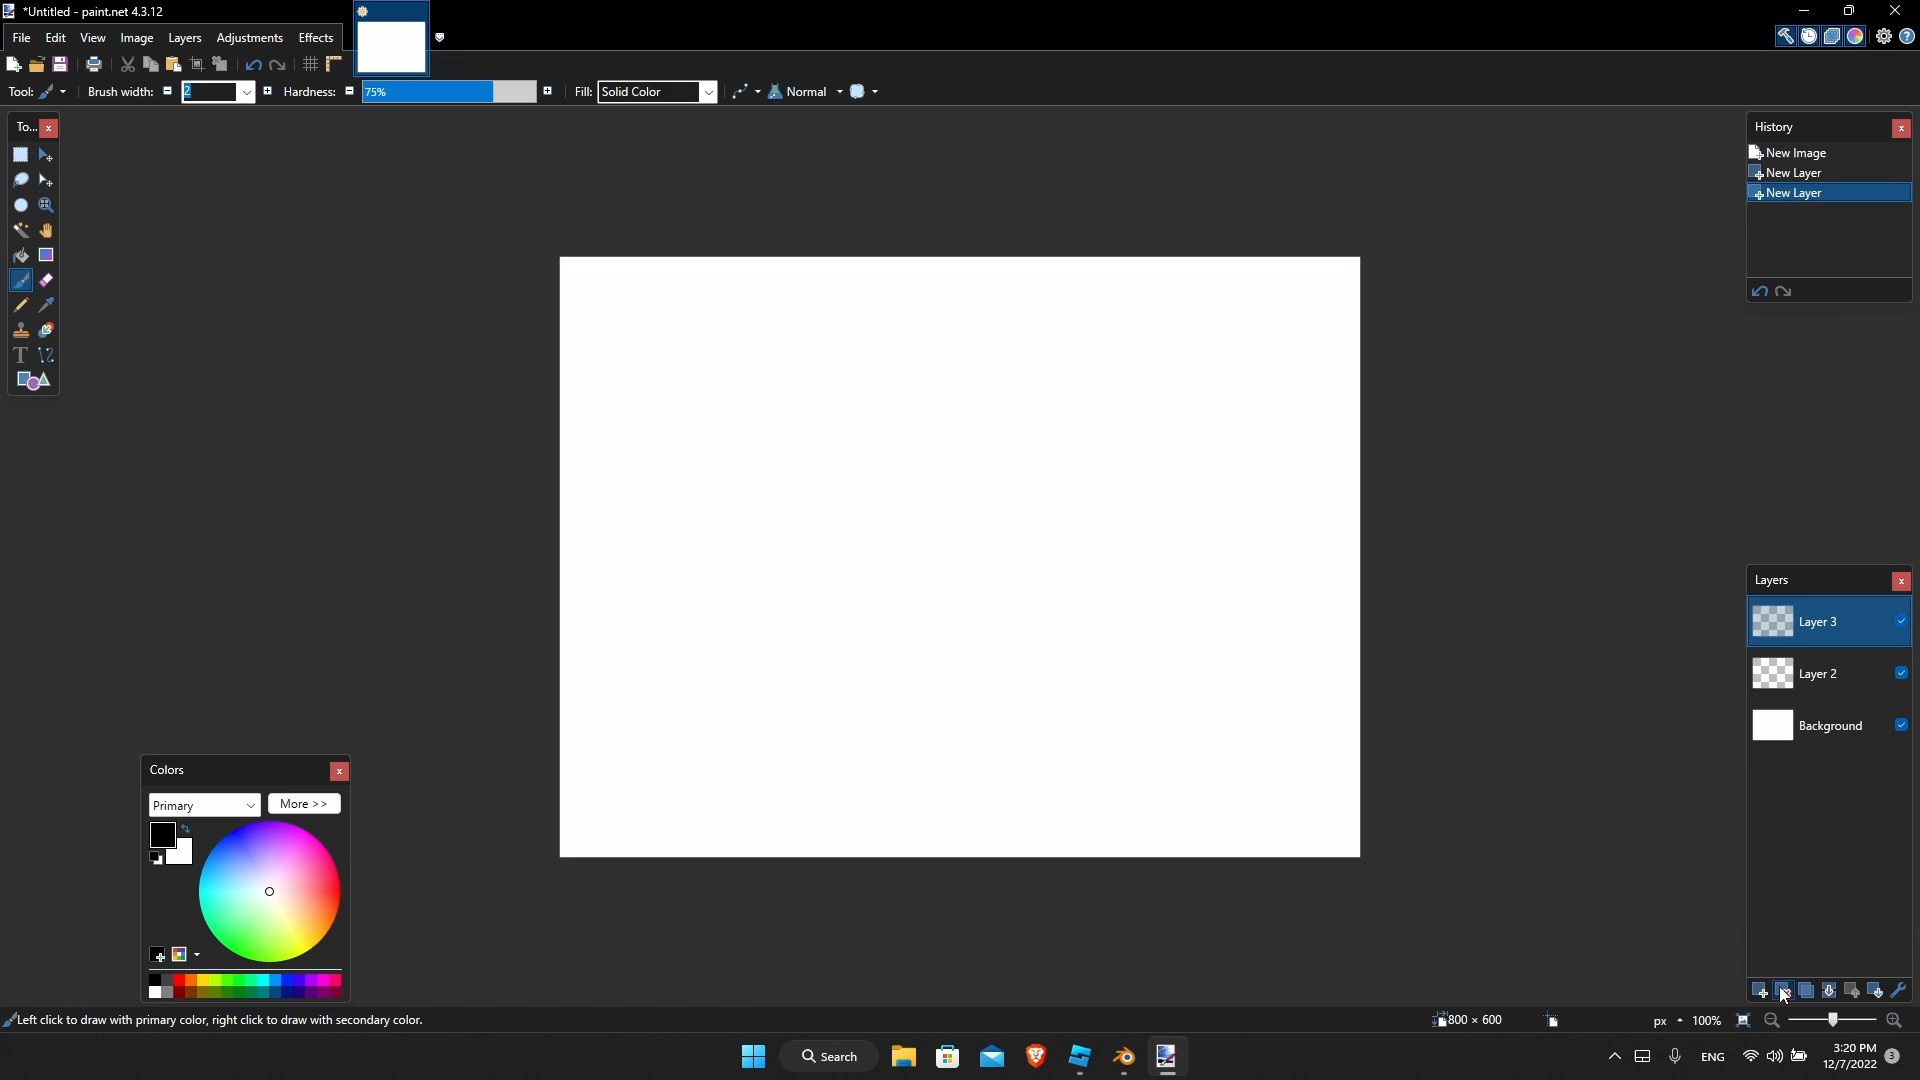 *Untitled - paint.net 4.3.12
File Edit View Image Layers Adjustments Effects
Tool: Brush width: 2 Hardness: 75% Fill: Solid Color Normal
To...
History
New Image
New Layer
New Layer
Layers
Layer 3
Layer 2
Background
Colors
Primary More >>
Left click to draw with primary color, right click to draw with secondary color.
800 × 600 px 100%
Search
ENG
3:20 PM
12/7/2022
3